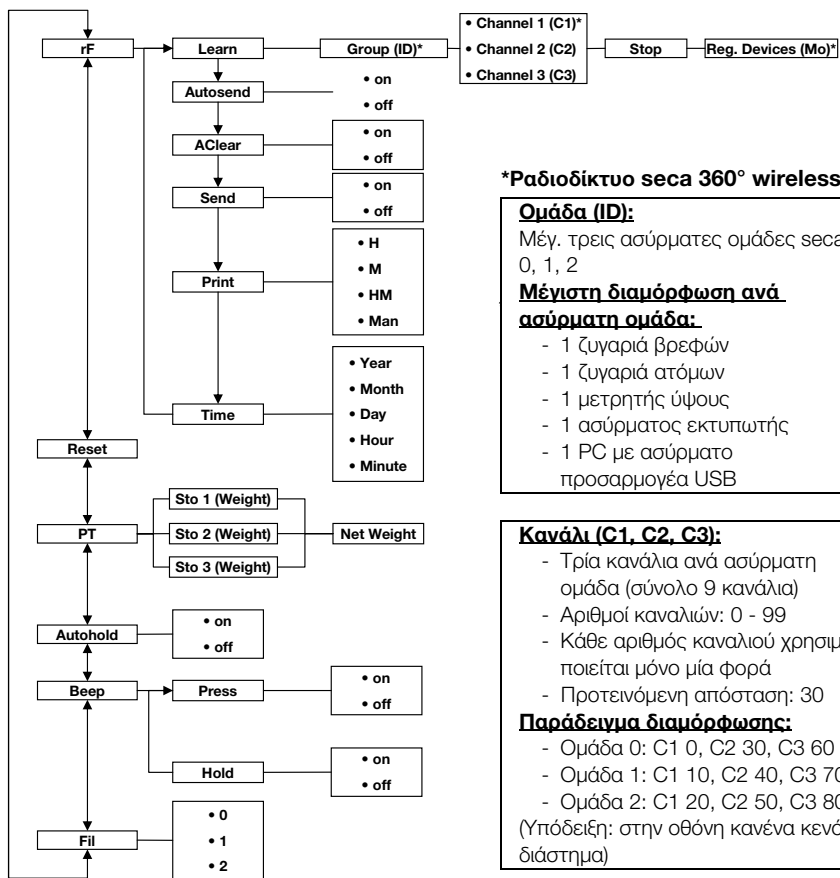 rF
Learn
Group (ID)*
• Channel 1 (C1)*
• Channel 2 (C2)
• Channel 3 (C3)
Stop
Reg. Devices (Mo)*
Autosend
• on
• off
AClear
• on
• off
Send
• on
• off
Print
• H
• M
• HM
• Man
Time
• Year
• Month
• Day
• Hour
• Minute
Reset
PT
Sto 1 (Weight)
Sto 2 (Weight)
Sto 3 (Weight)
Net Weight
Autohold
• on
• off
Beep
Press
• on
• off
Hold
• on
• off
Fil
• 0
• 1
• 2
*Ραδιοδίκτυο seca 360° wireless
Ομάδα (ID):
Μέγ. τρεις ασύρματες ομάδες seca
0, 1, 2
Μέγιστη διαμόρφωση ανά
ασύρματη ομάδα:
- 1 ζυγαριά βρεφών
- 1 ζυγαριά ατόμων
- 1 μετρητής ύψους
- 1 ασύρματος εκτυπωτής
- 1 PC με ασύρματο
προσαρμογέα USB
Κανάλι (C1, C2, C3):
- Τρία κανάλια ανά ασύρματη
ομάδα (σύνολο 9 κανάλια)
- Αριθμοί καναλιών: 0 - 99
- Κάθε αριθμός καναλιού χρησιμ
ποιείται μόνο μία φορά
- Προτεινόμενη απόσταση: 30
Παράδειγμα διαμόρφωσης:
- Ομάδα 0: C1 0, C2 30, C3 60
- Ομάδα 1: C1 10, C2 40, C3 70
- Ομάδα 2: C1 20, C2 50, C3 80
(Υπόδειξη: στην οθόνη κανένα κενό
διάστημα)